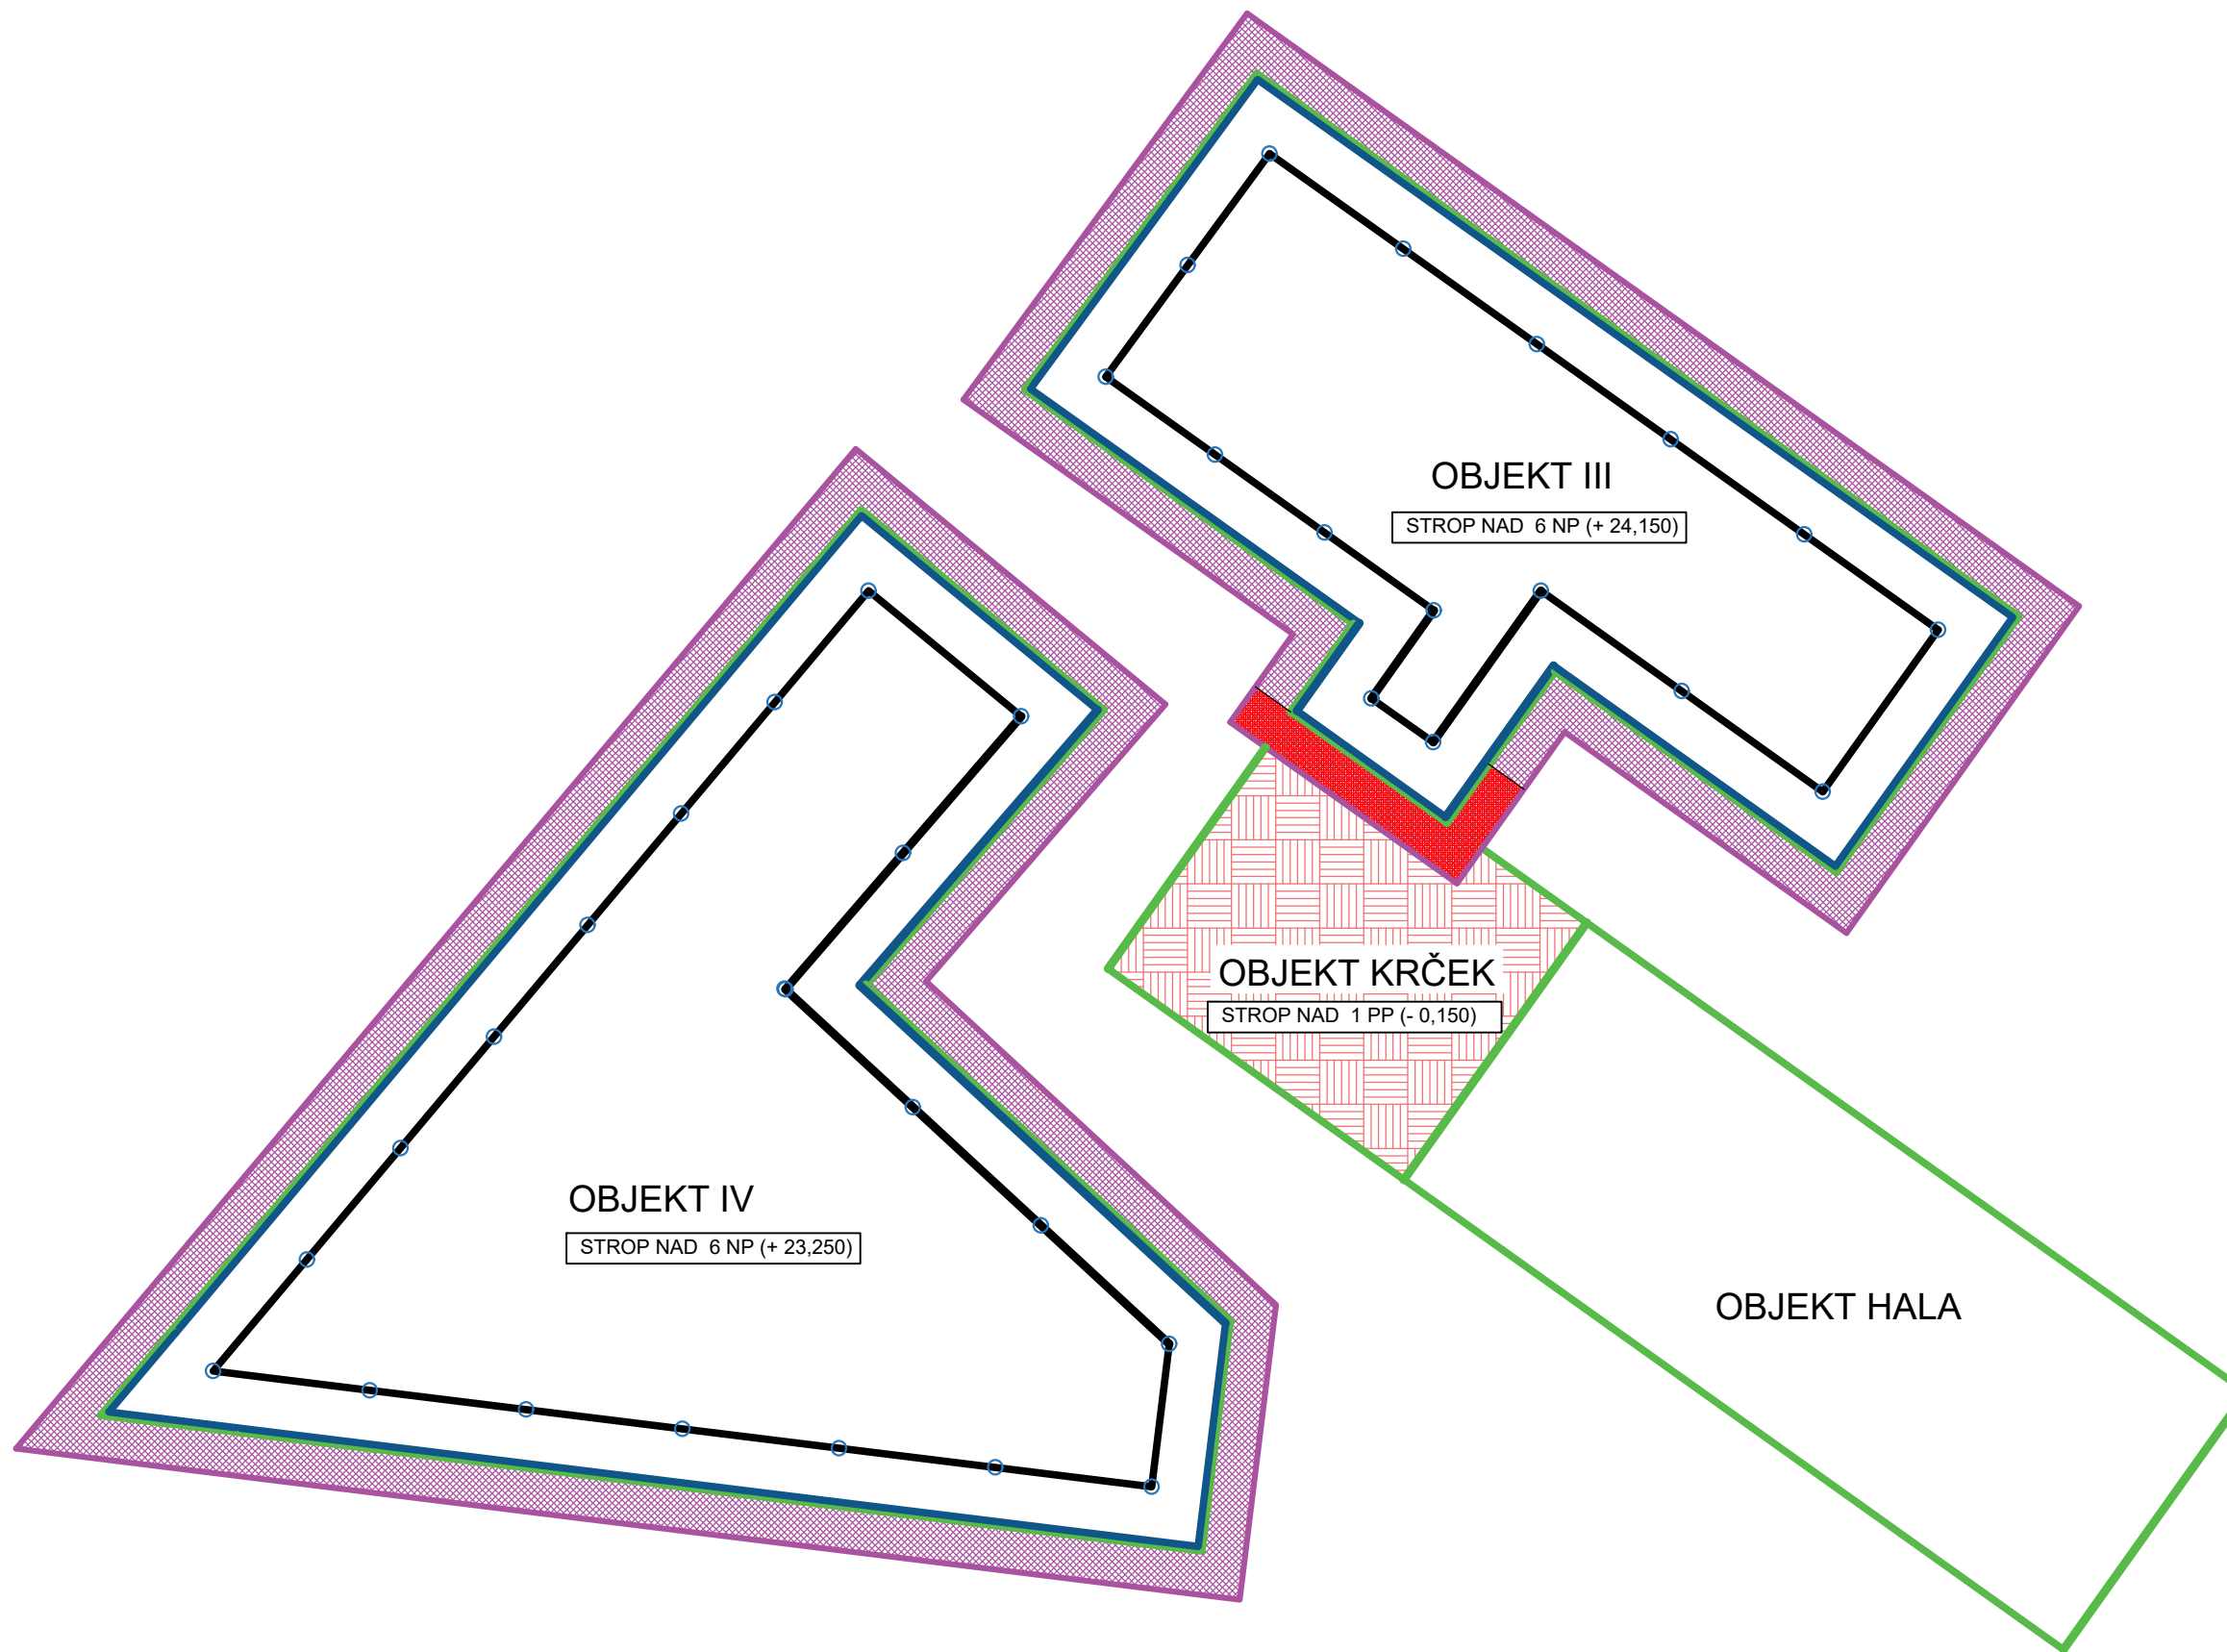 OBJEKT III
STROP NAD 6 NP (+ 24,150)
OBJEKT KRČEK
STROP NAD 1 PP (- 0,150)
OBJEKT IV
STROP NAD 6 NP (+ 23,250)
OBJEKT HALA